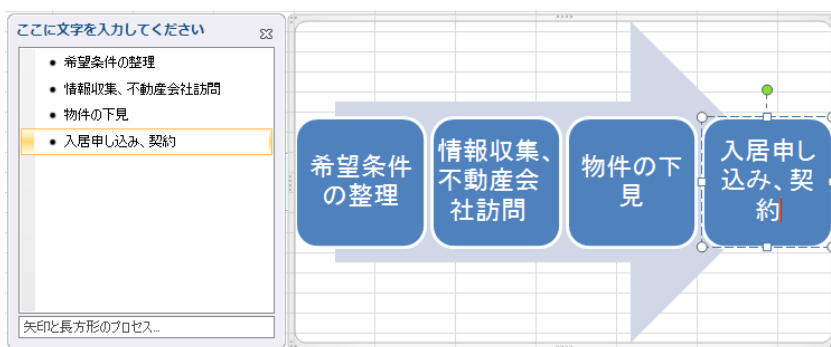 ここに文字を入力してください
希望条件の整理
情報収集、不動産会社訪問
物件の下見
入居申し込み、契約
矢印と長方形のプロセス...
希望条件
の整理
情報収集、
不動産会
社訪問
物件の下
見
入居申し
込み、契
約